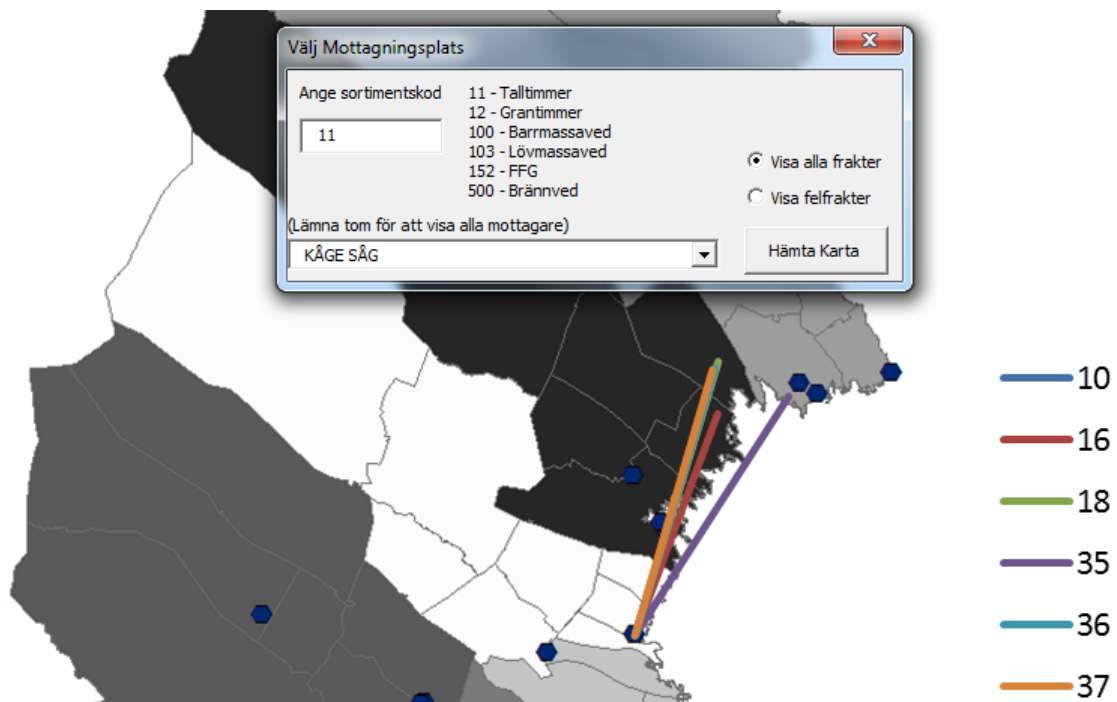 Välj Mottagningsplats
Ange sortimentskod
11
11 - Talltimmer
12 - Grantimmer
100 - Barrmassaved
103 - Lövmassaved
152 - FFG
500 - Brännved
Visa alla frakter
Visa felfrakter
(Lämna tom för att visa alla mottagare)
KÅGE SÅG
Hämta Karta
10
16
18
35
36
37